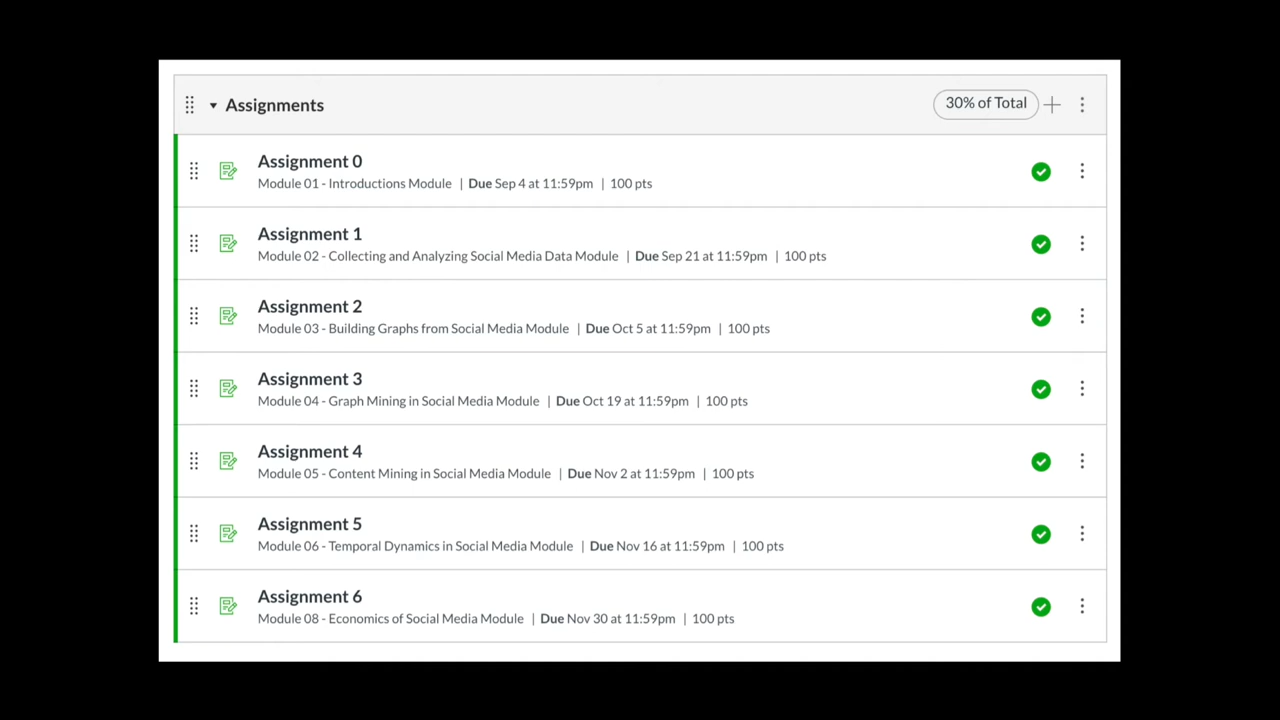 Assignments
30% of Total
Assignment 0
Module 01 - Introductions Module | Due Sep 4 at 11:59pm | 100 pts
Assignment 1
Module 02 - Collecting and Analyzing Social Media Data Module | Due Sep 21 at 11:59pm | 100 pts
Assignment 2
Module 03 - Building Graphs from Social Media Module | Due Oct 5 at 11:59pm | 100 pts
Assignment 3
Module 04 - Graph Mining in Social Media Module | Due Oct 19 at 11:59pm | 100 pts
Assignment 4
Module 05 - Content Mining in Social Media Module | Due Nov 2 at 11:59pm | 100 pts
Assignment 5
Module 06 - Temporal Dynamics in Social Media Module | Due Nov 16 at 11:59pm | 100 pts
Assignment 6
Module 08 - Economics of Social Media Module | Due Nov 30 at 11:59pm | 100 pts